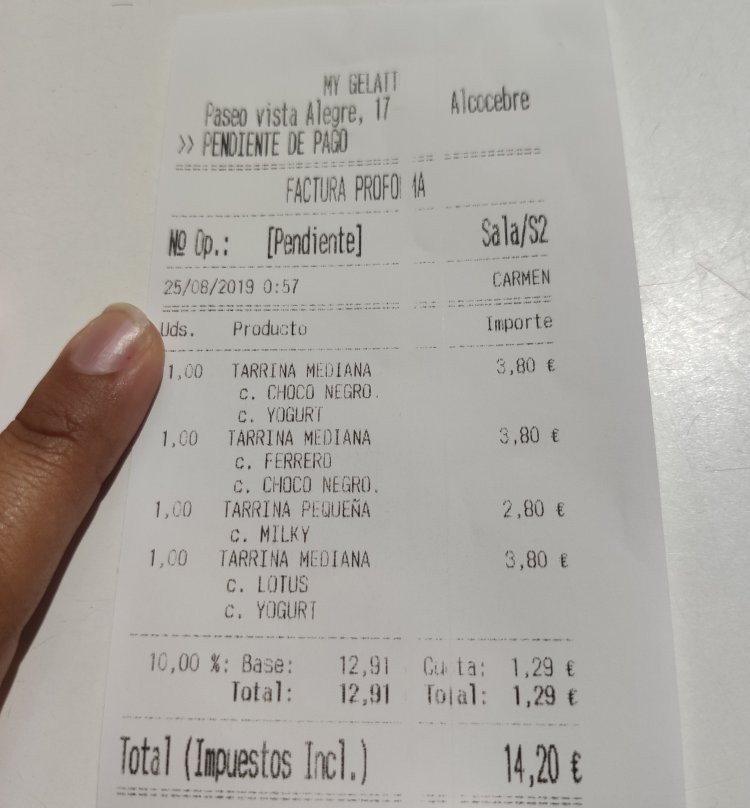 MY GELATI
Paseo vista Alegre, 17 Alcocebre
>> PENDIENTE DE PAGO
FACTURA PROFORMA
Nº Op.: [Pendiente] Sala/S2
25/08/2019 0:57 CARMEN
Uds. Producto Importe
1,00 TARRINA MEDIANA 3,80 €
c. CHOCO NEGRO.
c. YOGURT
1,00 TARRINA MEDIANA 3,80 €
c. FERRERO
c. CHOCO NEGRO.
1,00 TARRINA PEQUEÑA 2,80 €
c. MILKY
1,00 TARRINA MEDIANA 3,80 €
c. LOTUS
c. YOGURT
10,00 %: Base: 12,91 Cuota: 1,29 €
Total: 12,91 Total: 1,29 €
Total (Impuestos Incl.) 14,20 €